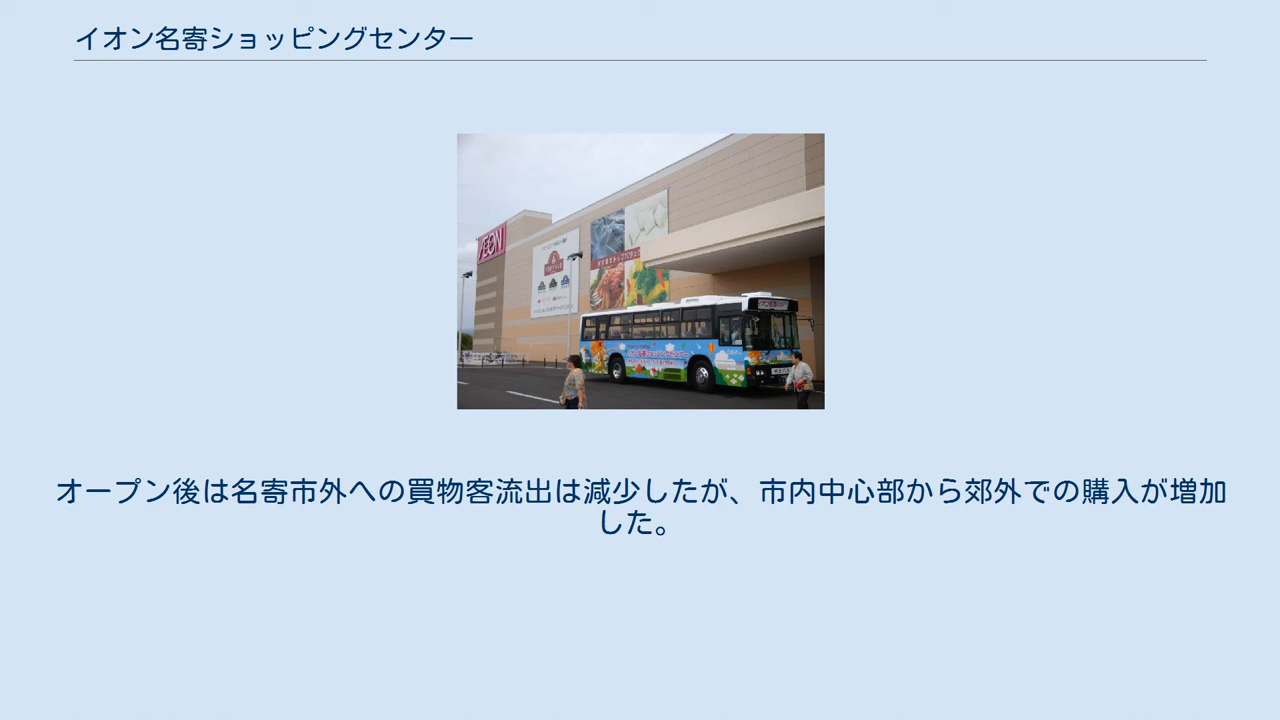 イオン名寄ショッピングセンター
ÆON
オープン後は名寄市外への買物客流出は減少したが、市内中心部から郊外での購入が増加
した。